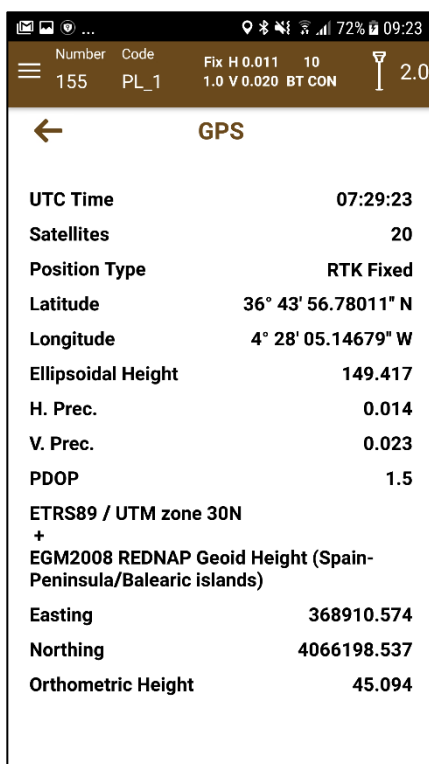 ... 72% 09:23
Number Code Fix H 0.011 10
155 PL_1 1.0 V 0.020 BT CON 2.0
GPS
UTC Time 07:29:23
Satellites 20
Position Type RTK Fixed
Latitude 36° 43' 56.78011" N
Longitude 4° 28' 05.14679" W
Ellipsoidal Height 149.417
H. Prec. 0.014
V. Prec. 0.023
PDOP 1.5
ETRS89 / UTM zone 30N
+
EGM2008 REDNAP Geoid Height (Spain-
Peninsula/Balearic islands)
Easting 368910.574
Northing 4066198.537
Orthometric Height 45.094